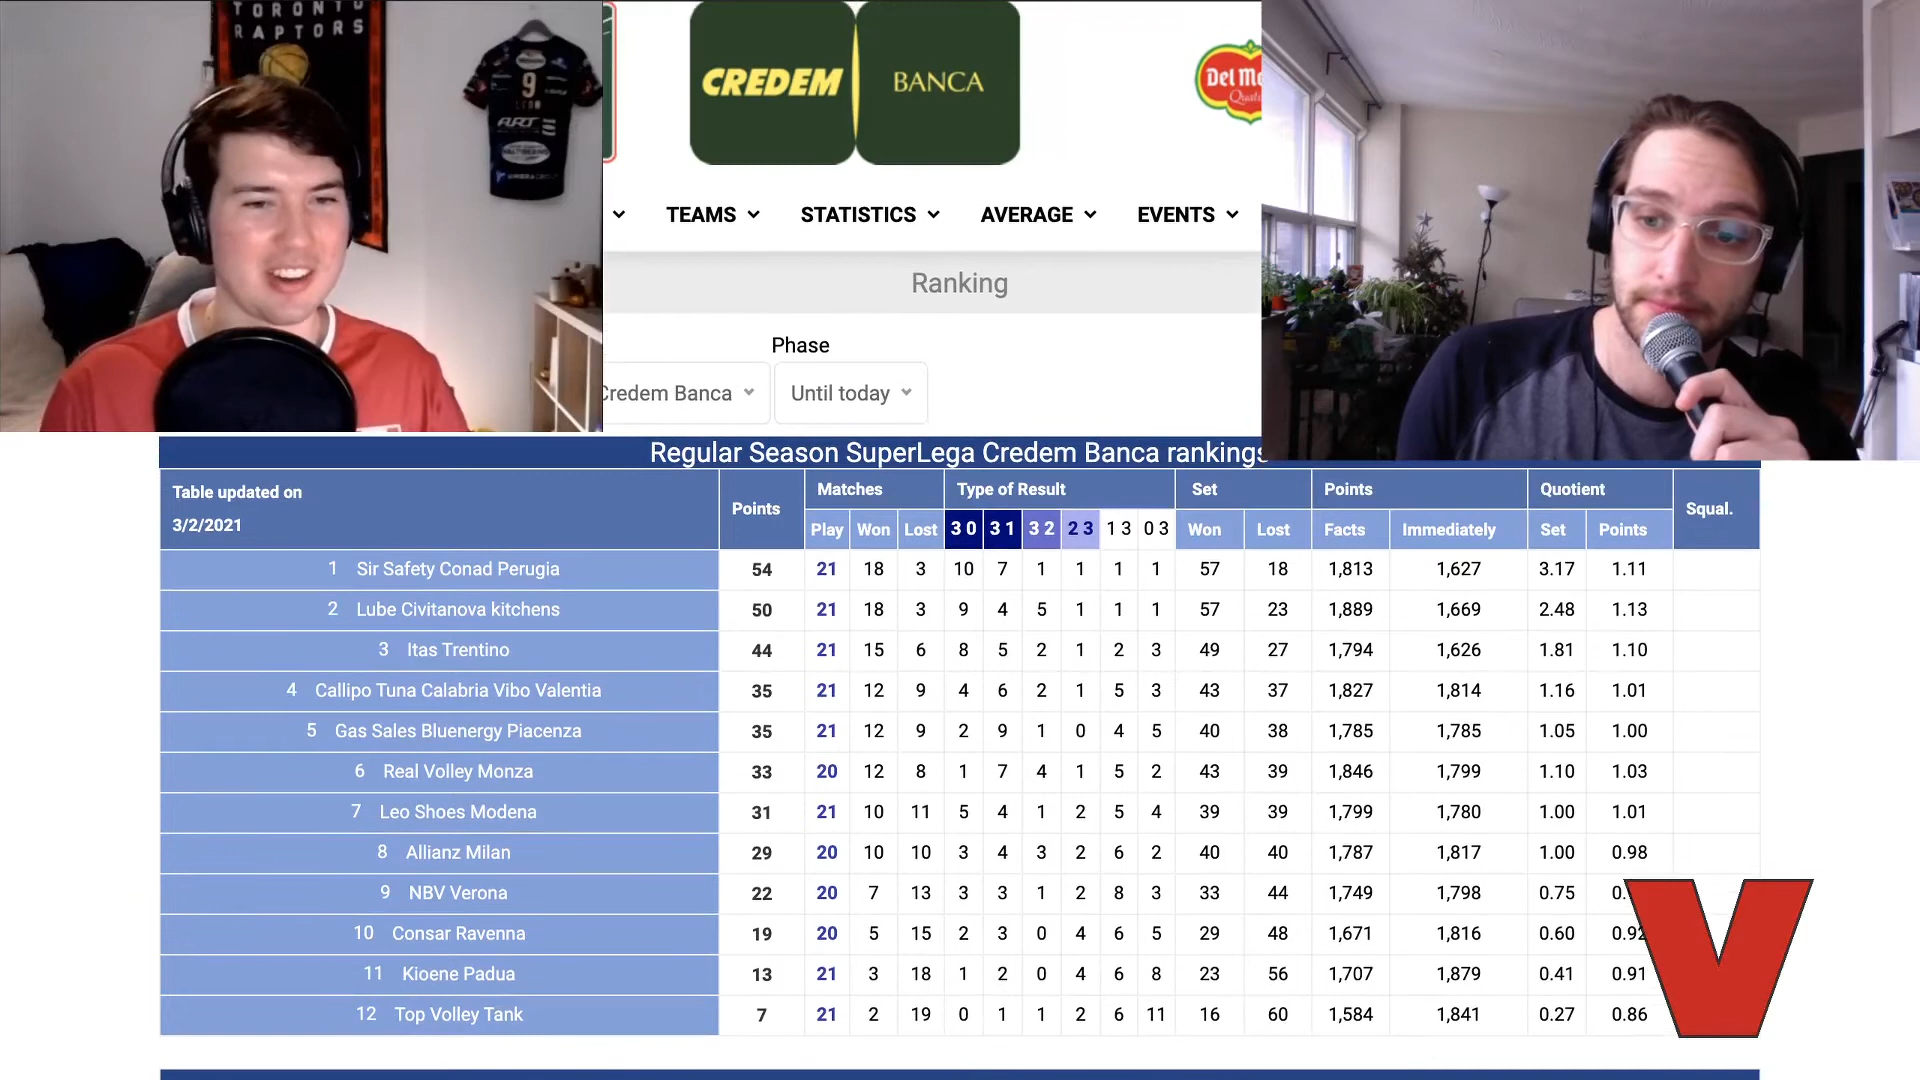 TORONTO
RAPTORS
9
LEON
ART
CREDEM BANCA
Del
Quality
TEAMS STATISTICS AVERAGE EVENTS
Ranking
Phase
Credem Banca Until today
Regular Season SuperLega Credem Banca rankings
Table updated on
3/2/2021
Points Matches Type of Result Set Points Quotient Squal.
Play Won Lost 3 0 3 1 3 2 2 3 1 3 0 3 Won Lost Facts Immediately Set Points
1 Sir Safety Conad Perugia 54 21 18 3 10 7 1 1 1 1 57 18 1,813 1,627 3.17 1.11
2 Lube Civitanova kitchens 50 21 18 3 9 4 5 1 1 1 57 23 1,889 1,669 2.48 1.13
3 Itas Trentino 44 21 15 6 8 5 2 1 2 3 49 27 1,794 1,626 1.81 1.10
4 Callipo Tuna Calabria Vibo Valentia 35 21 12 9 4 6 2 1 5 3 43 37 1,827 1,814 1.16 1.01
5 Gas Sales Bluenergy Piacenza 35 21 12 9 2 9 1 0 4 5 40 38 1,785 1,785 1.05 1.00
6 Real Volley Monza 33 20 12 8 1 7 4 1 5 2 43 39 1,846 1,799 1.10 1.03
7 Leo Shoes Modena 31 21 10 11 5 4 1 2 5 4 39 39 1,799 1,780 1.00 1.01
8 Allianz Milan 29 20 10 10 3 4 3 2 6 2 40 40 1,787 1,817 1.00 0.98
9 NBV Verona 22 20 7 13 3 3 1 2 8 3 33 44 1,749 1,798 0.75 0.
10 Consar Ravenna 19 20 5 15 2 3 0 4 6 5 29 48 1,671 1,816 0.60 0.92
11 Kioene Padua 13 21 3 18 1 2 0 4 6 8 23 56 1,707 1,879 0.41 0.91
12 Top Volley Tank 7 21 2 19 0 1 1 2 6 11 16 60 1,584 1,841 0.27 0.86
V